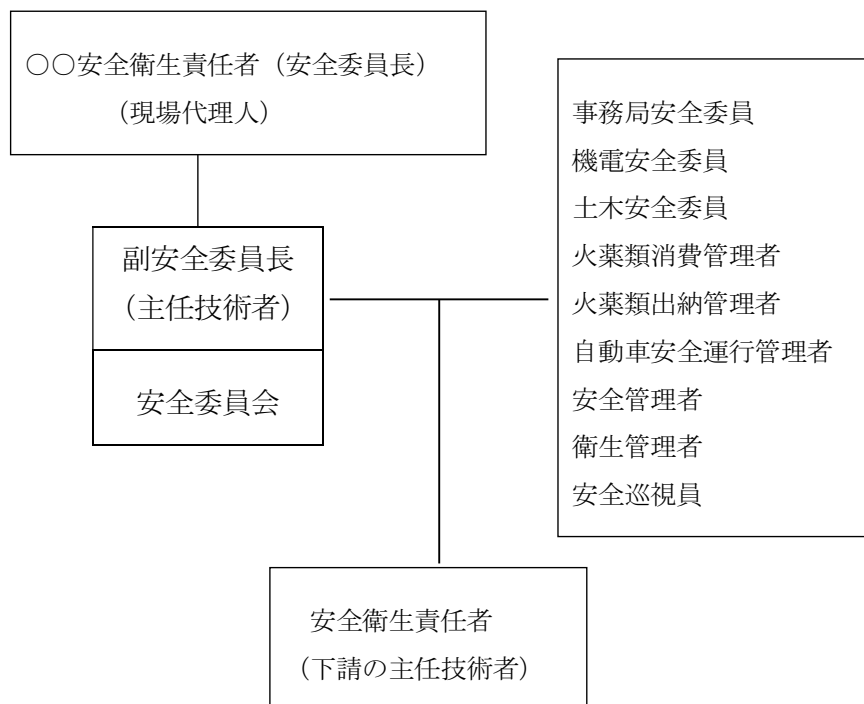 ○○安全衛生責任者（安全委員長）
（現場代理人）
副安全委員長
（主任技術者）
安全委員会
事務局安全委員
機電安全委員
土木安全委員
火薬類消費管理者
火薬類出納管理者
自動車安全運行管理者
安全管理者
衛生管理者
安全巡視員
安全衛生責任者
（下請の主任技術者）